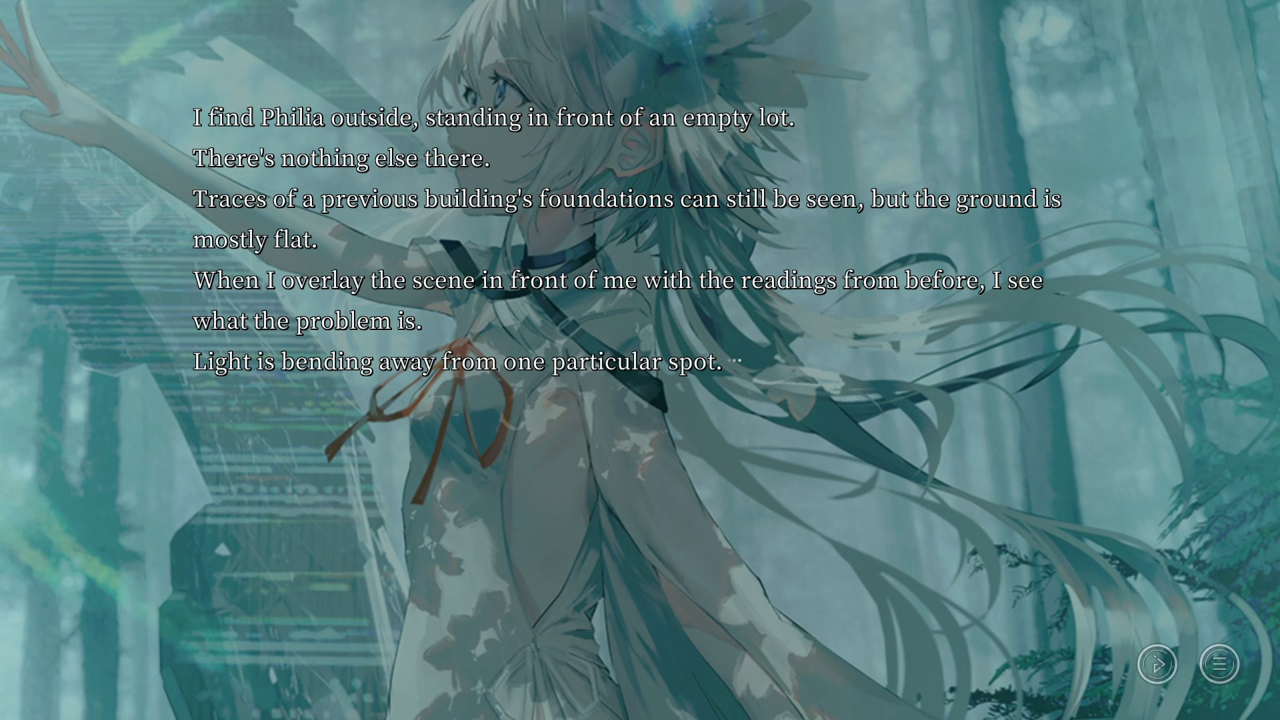 I find Philia outside, standing in front of an empty lot.
There's nothing else there.
Traces of a previous building's foundations can still be seen, but the ground is
mostly flat.
When I overlay the scene in front of me with the readings from before, I see
what the problem is.
Light is bending away from one particular spot.